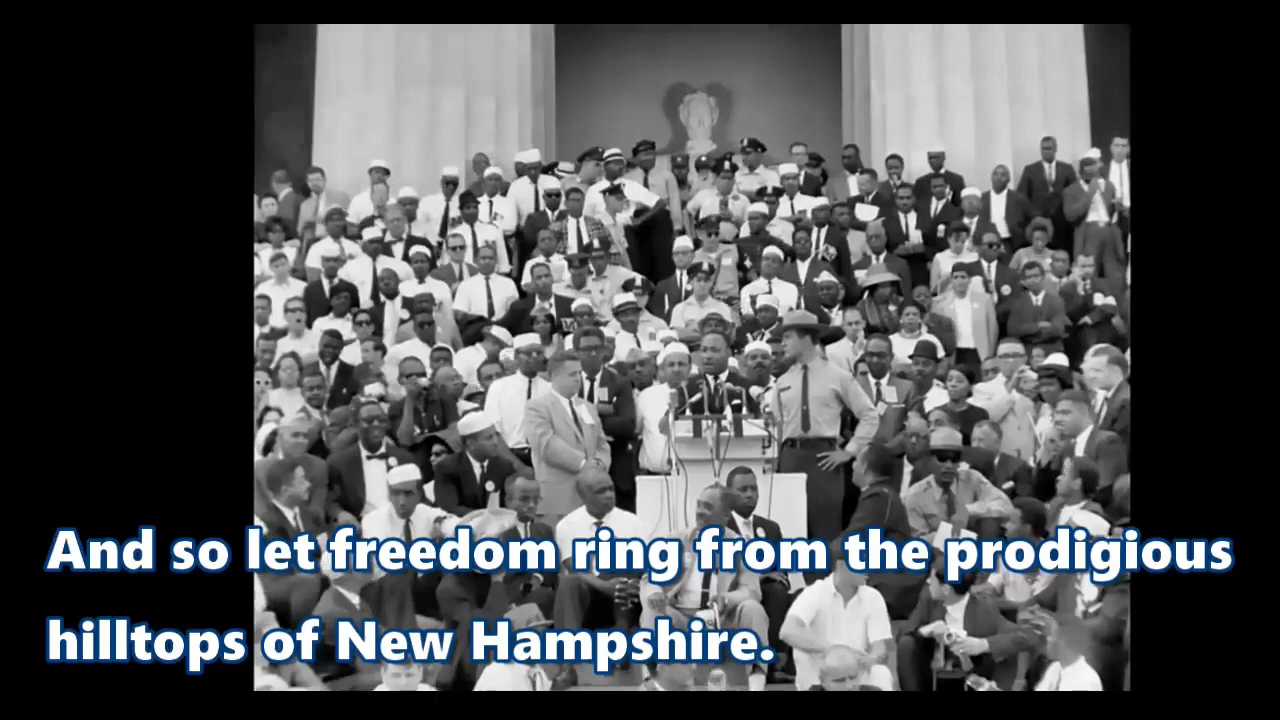 And so let freedom ring from the prodigious
hilltops of New Hampshire.